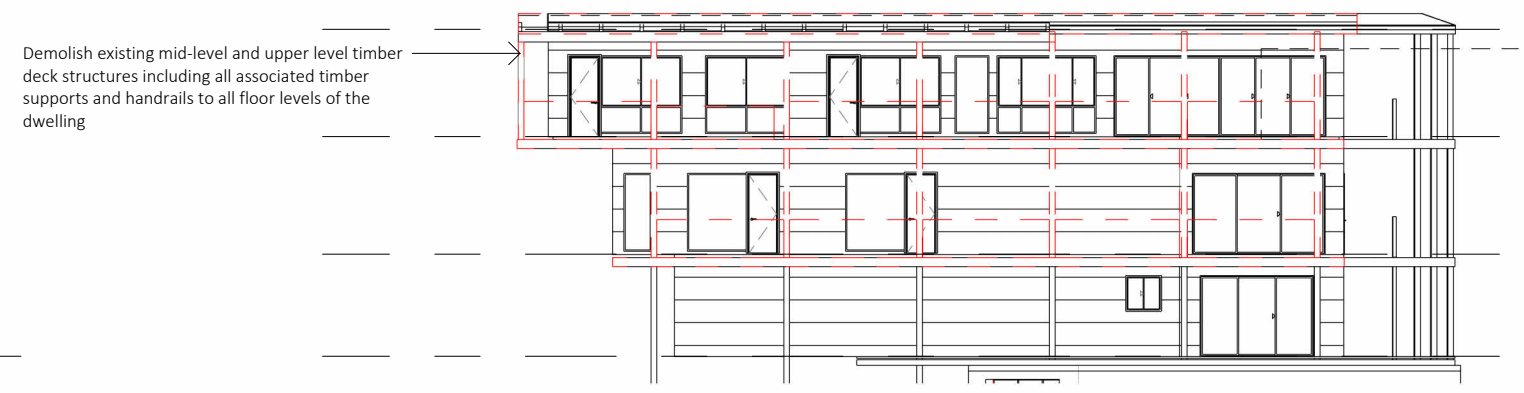 Demolish existing mid-level and upper level timber
deck structures including all associated timber
supports and handrails to all floor levels of the
dwelling